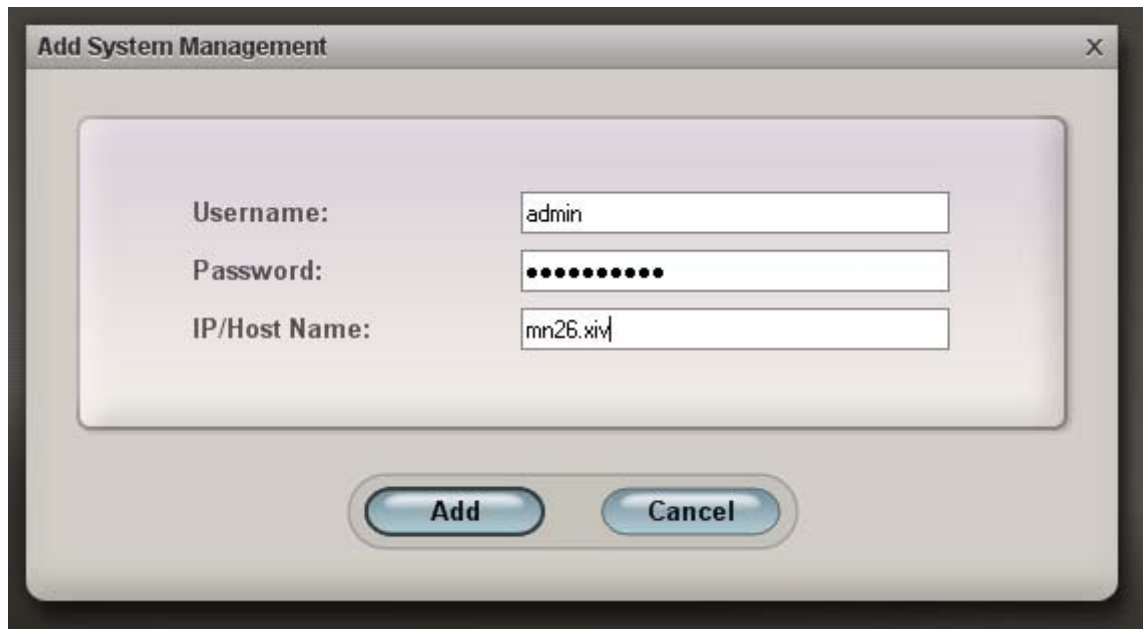 Add System Management X
Username: admin
Password: ●●●●●●●●●●
IP/Host Name: mn26.xiv
Add Cancel